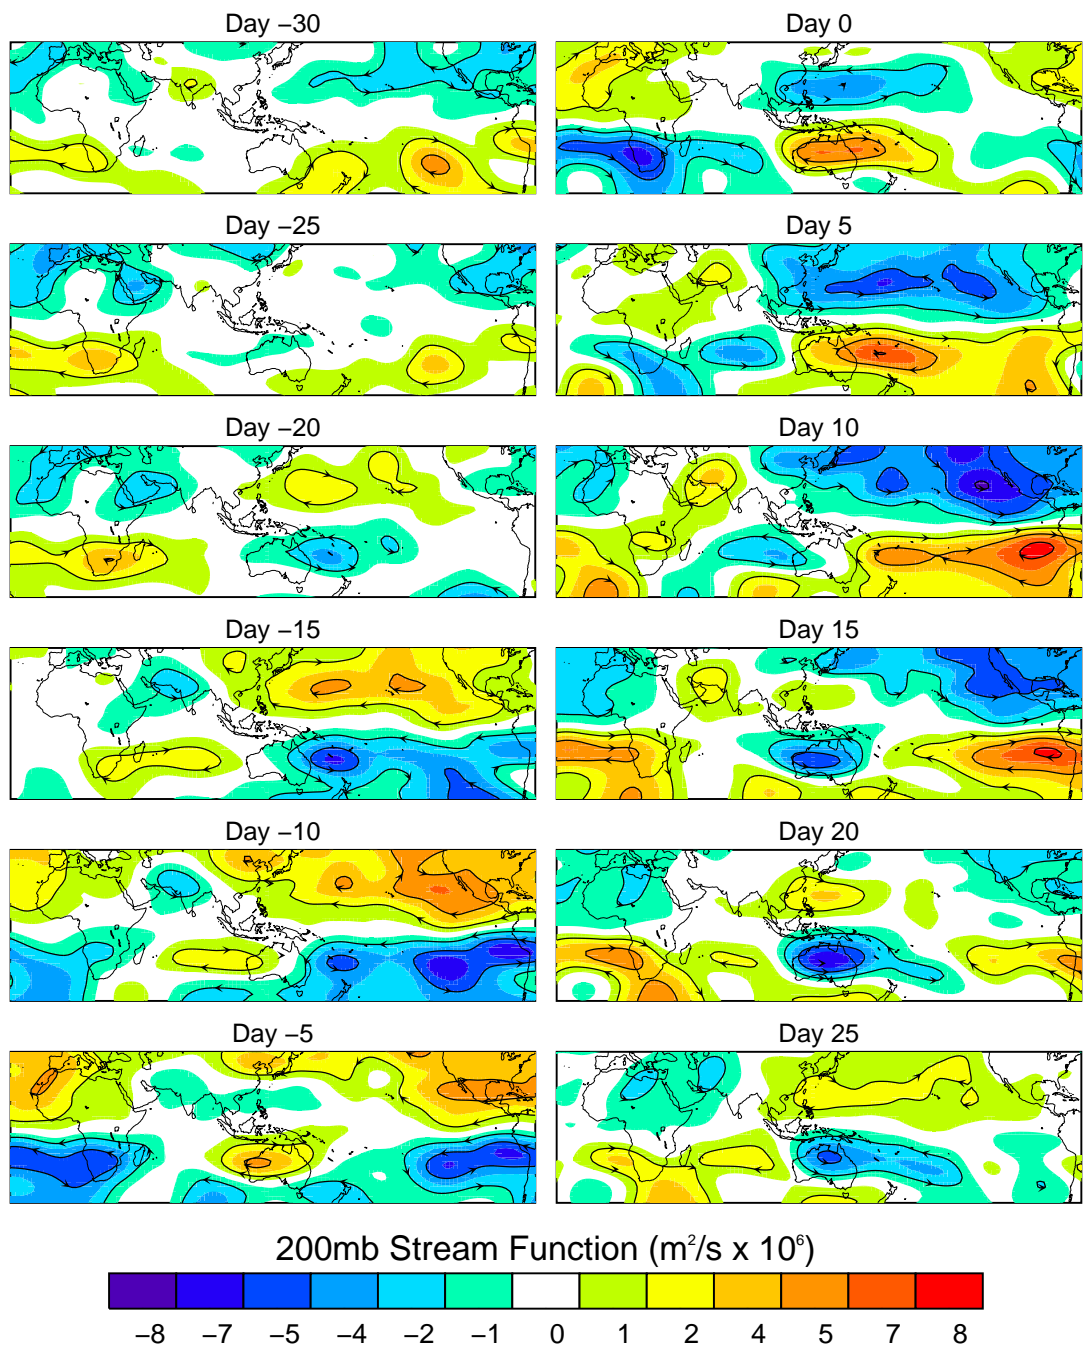 Day −30
Day 0
Day −25
Day 5
Day −20
Day 10
Day −15
Day 15
Day −10
Day 20
Day −5
Day 25
200mb Stream Function (m²/s x 10⁶)
−8 −7 −5 −4 −2 −1 0 1 2 4 5 7 8